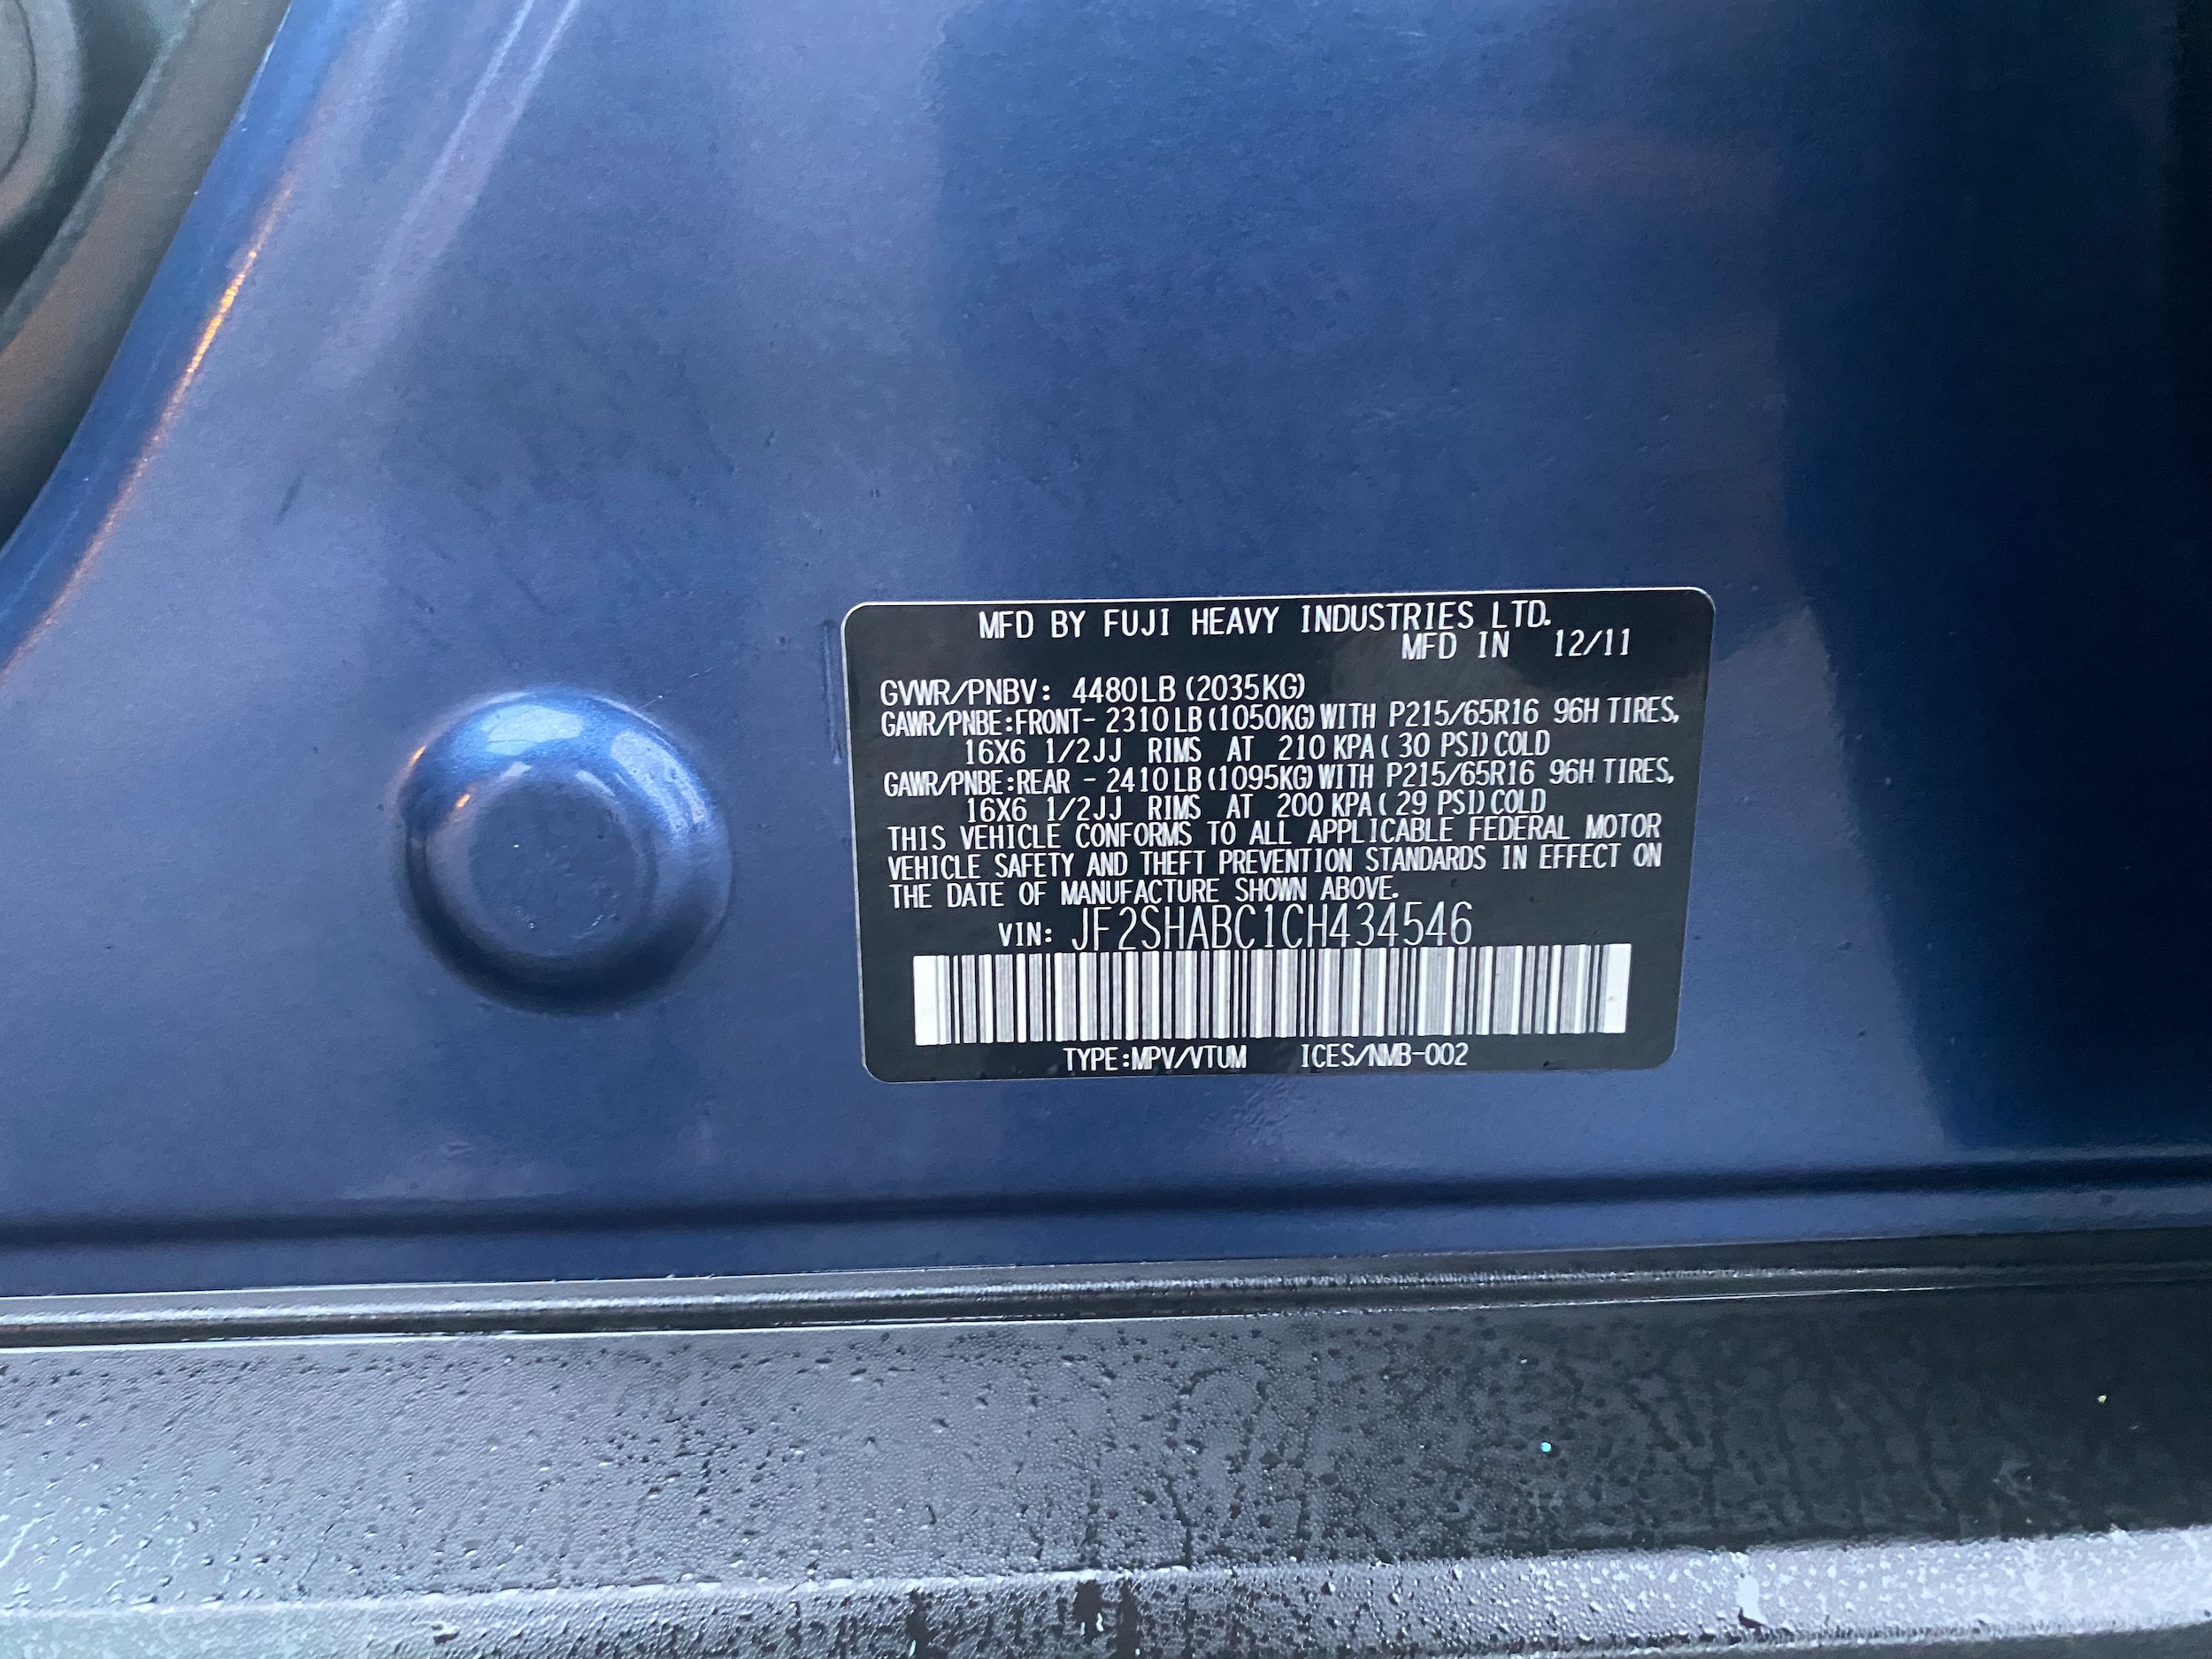 MFD BY FUJI HEAVY INDUSTRIES LTD.
MFD IN 12/11
GVWR/PNBV: 4480LB (2035KG)
GAWR/PNBE:FRONT- 2310LB (1050KG) WITH P215/65R16 96H TIRES,
16X6 1/2JJ RIMS AT 210 KPA ( 30 PSI) COLD
GAWR/PNBE:REAR - 2410LB (1095KG) WITH P215/65R16 96H TIRES,
16X6 1/2JJ RIMS AT 200 KPA ( 29 PSI) COLD
THIS VEHICLE CONFORMS TO ALL APPLICABLE FEDERAL MOTOR
VEHICLE SAFETY AND THEFT PREVENTION STANDARDS IN EFFECT ON
THE DATE OF MANUFACTURE SHOWN ABOVE.
VIN: JF2SHABC1CH434546
TYPE:MPV/VTUM ICES/NMB-002